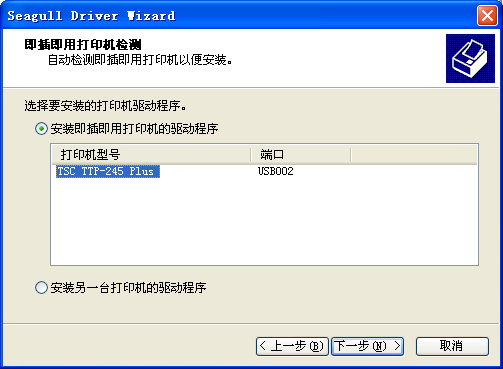 Seagull Driver Wizard
即插即用打印机检测
自动检测即插即用打印机以便安装。
选择要安装的打印机驱动程序。
安装即插即用打印机的驱动程序
打印机型号 端口
TSC TTP-245 Plus USB002
安装另一台打印机的驱动程序
< 上一步(B) 下一步(N) > 取消